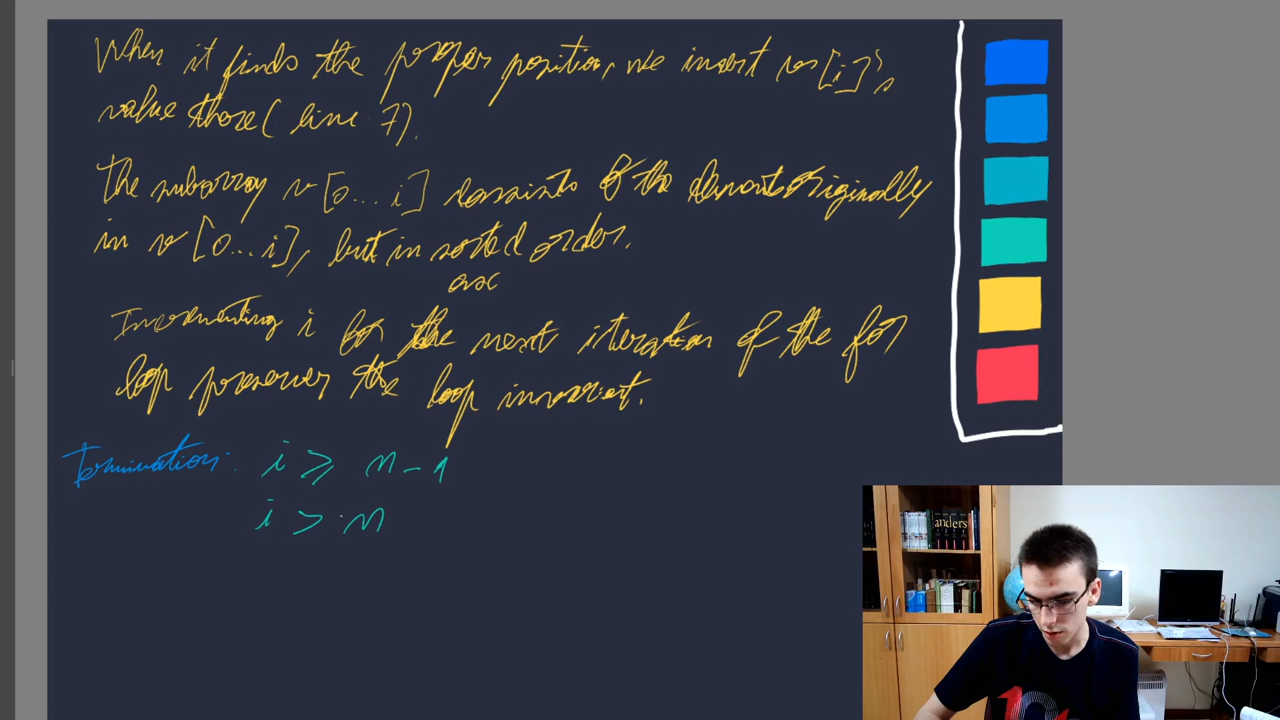 When it finds the proper position, we insert v[i]'s
value there (line 7).
The subarray v[0...i] consists of the elements originally
in v[0...i], but in sorted order.
asc
Incrementing i for the next iteration of the for
loop preserves the loop invariant.
Termination: i ⩾ n - 1
i > n
anders